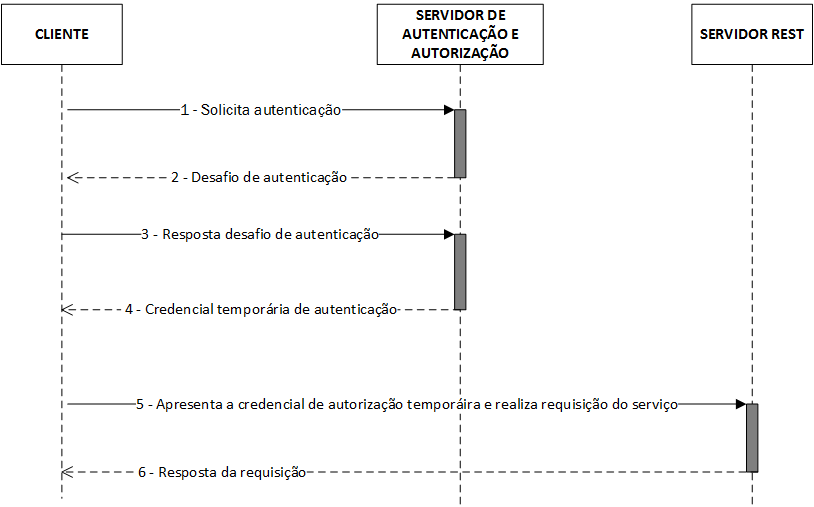 CLIENTE
SERVIDOR DE
AUTENTICAÇÃO E
AUTORIZAÇÃO
SERVIDOR REST
1 - Solicita autenticação
2 - Desafio de autenticação
3 - Resposta desafio de autenticação
4 - Credencial temporária de autenticação
5 - Apresenta a credencial de autorização temporáira e realiza requisição do serviço
6 - Resposta da requisição